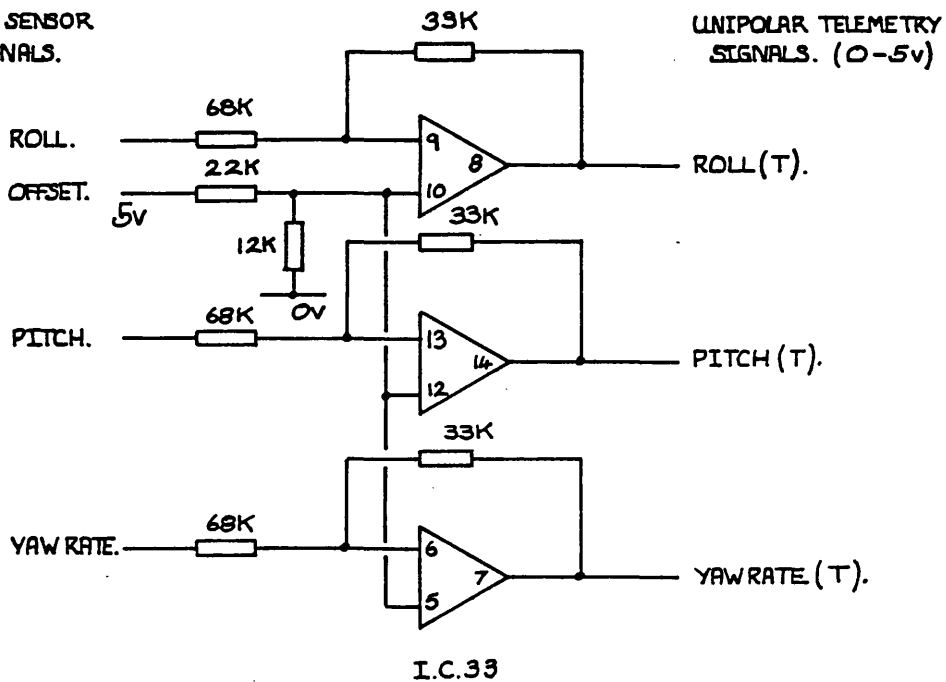 SENSOR
NALS.
33K
UNIPOLAR TELEMETRY
SIGNALS. (0-5v)
68K
ROLL.
9
8
ROLL(T).
22K
OFFSET.
10
5v
33K
12K
0v
68K
PITCH.
13
14
PITCH(T).
12
33K
68K
YAW RATE.
6
7
YAW RATE (T).
5
I.C.33